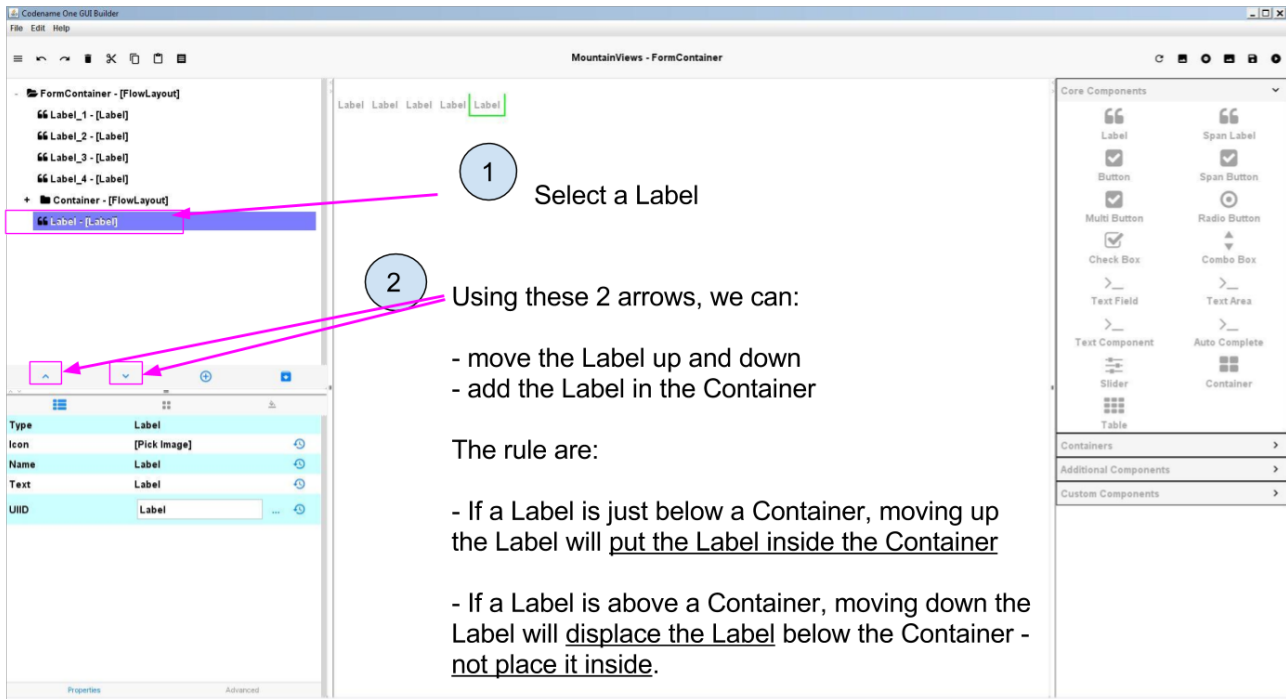 Codename One GUI Builder
File Edit Help
MountainViews - FormContainer
- FormContainer - [FlowLayout]
Label_1 - [Label]
Label_2 - [Label]
Label_3 - [Label]
Label_4 - [Label]
+ Container - [FlowLayout]
Label - [Label]
Label Label Label Label Label
1
Select a Label
2
Using these 2 arrows, we can:
- move the Label up and down
- add the Label in the Container
The rule are:
- If a Label is just below a Container, moving up
the Label will put the Label inside the Container
- If a Label is above a Container, moving down the
Label will displace the Label below the Container -
not place it inside.
Type Label
Icon [Pick Image]
Name Label
Text Label
UIID Label ...
Properties Advanced
Core Components
Label Span Label
Button Span Button
Multi Button Radio Button
Check Box Combo Box
Text Field Text Area
Text Component Auto Complete
Slider Container
Table
Containers
Additional Components
Custom Components